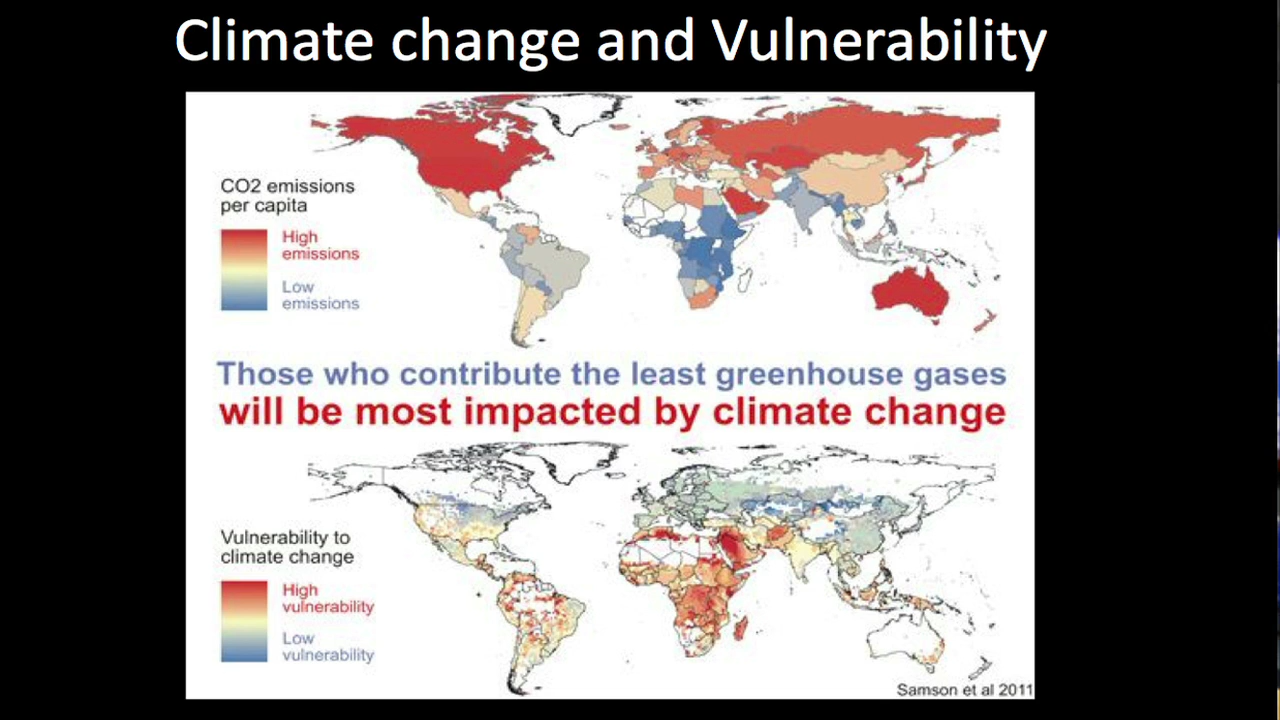 Climate change and Vulnerability
CO2 emissions
per capita
High
emissions
Low
emissions
Those who contribute the least greenhouse gases
will be most impacted by climate change
Vulnerability to
climate change
High
vulnerability
Low
vulnerability
Samson et al 2011